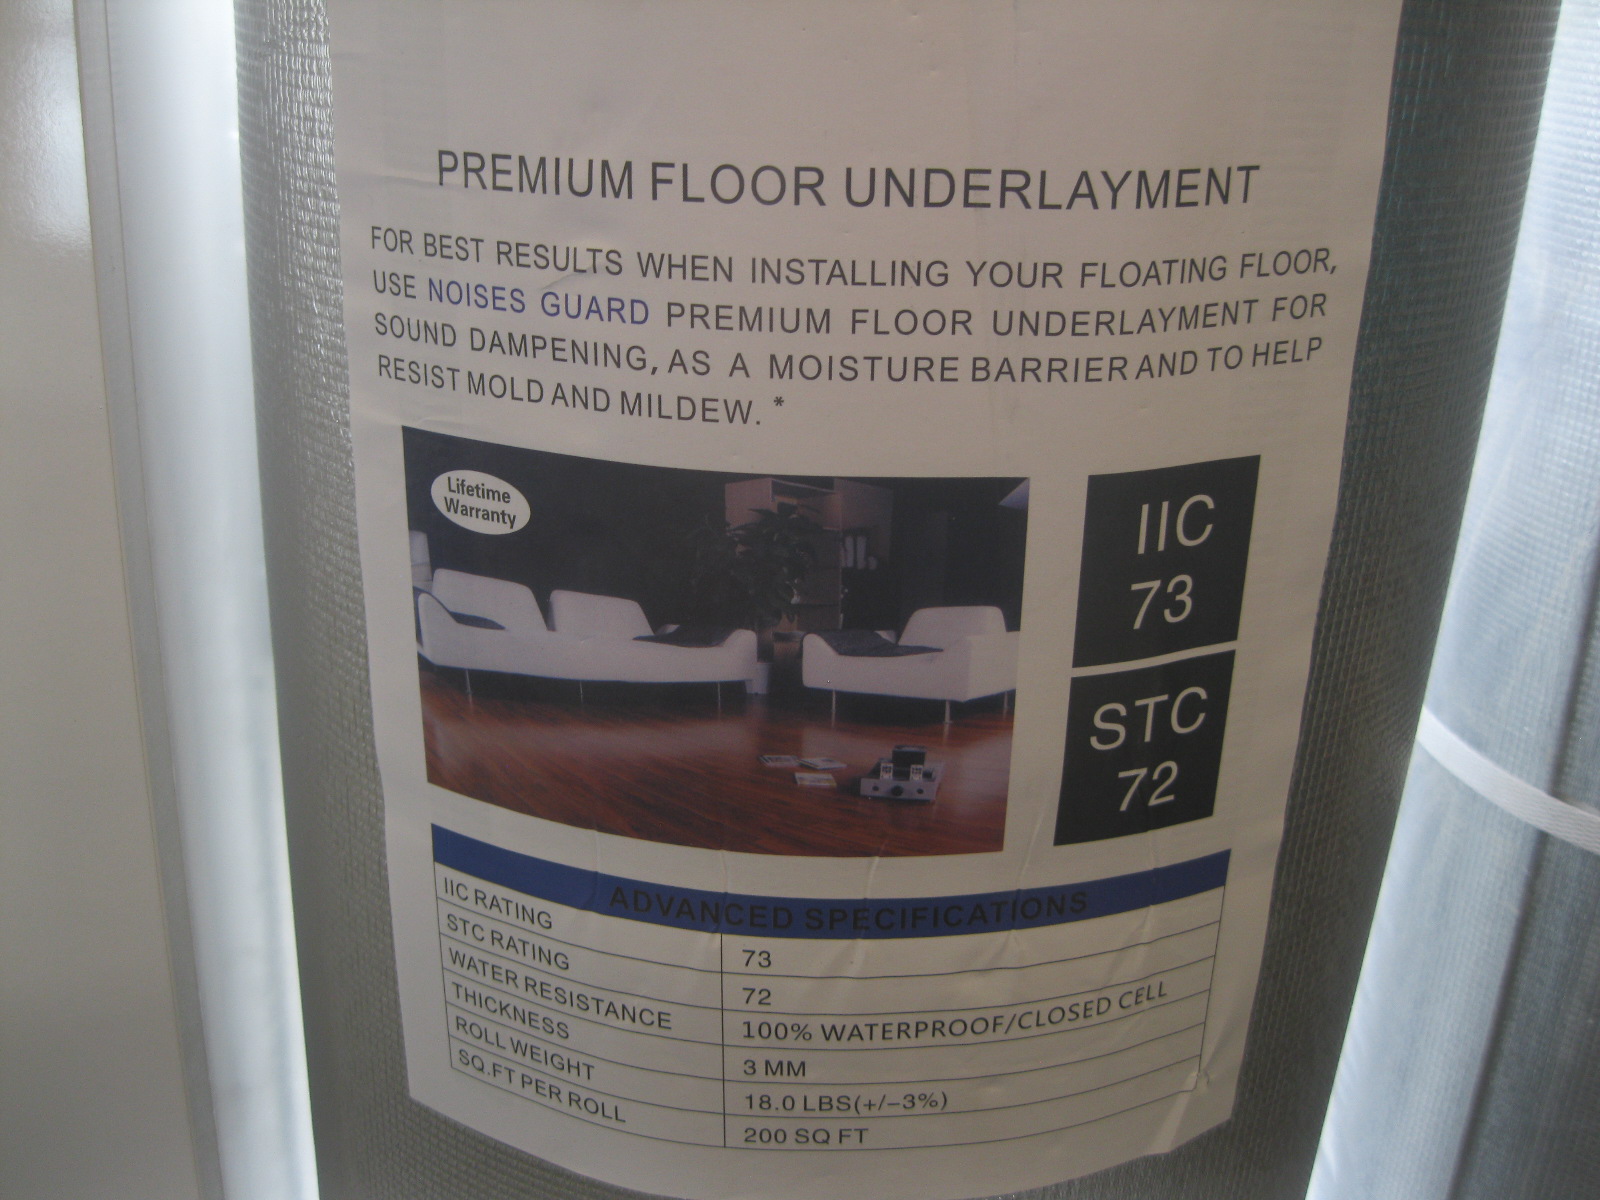 PREMIUM FLOOR UNDERLAYMENT
FOR BEST RESULTS WHEN INSTALLING YOUR FLOATING FLOOR,
USE NOISES GUARD PREMIUM FLOOR UNDERLAYMENT FOR
SOUND DAMPENING, AS A MOISTURE BARRIER AND TO HELP
RESIST MOLD AND MILDEW. *
Lifetime
Warranty
IIC
73
STC
72
ADVANCED SPECIFICATIONS
IIC RATING 73
STC RATING 72
WATER RESISTANCE 100% WATERPROOF/CLOSED CELL
THICKNESS 3 MM
ROLL WEIGHT 18.0 LBS(+/-3%)
SQ.FT PER ROLL 200 SQ FT